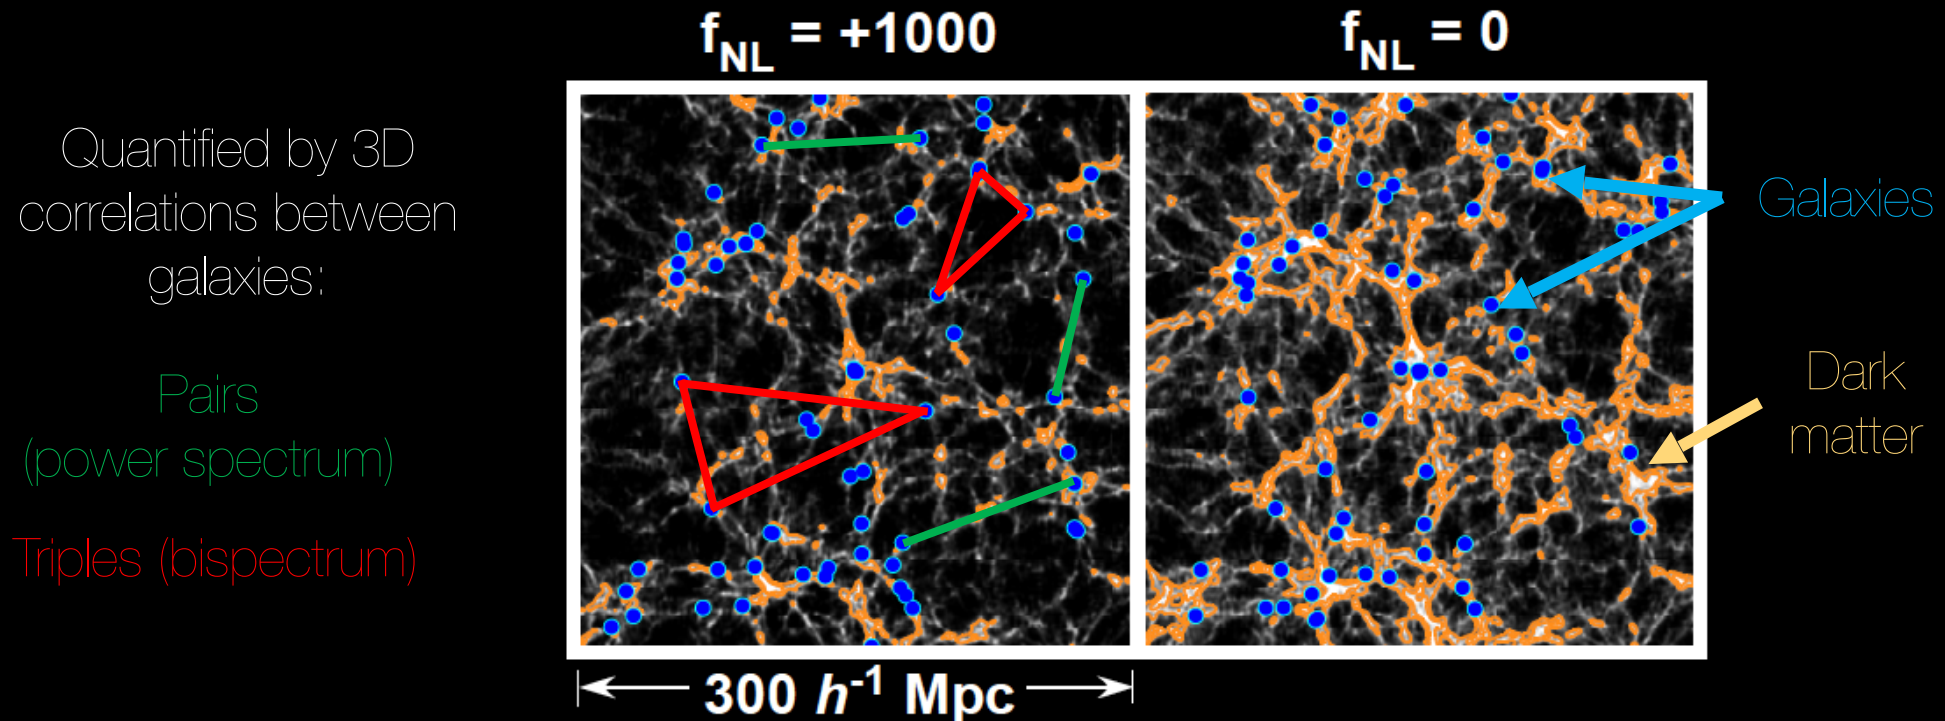 f_NL = +1000
f_NL = 0
Quantified by 3D
correlations between
galaxies:
Pairs
(power spectrum)
Triples (bispectrum)
Galaxies
Dark
matter
300 h⁻¹ Mpc